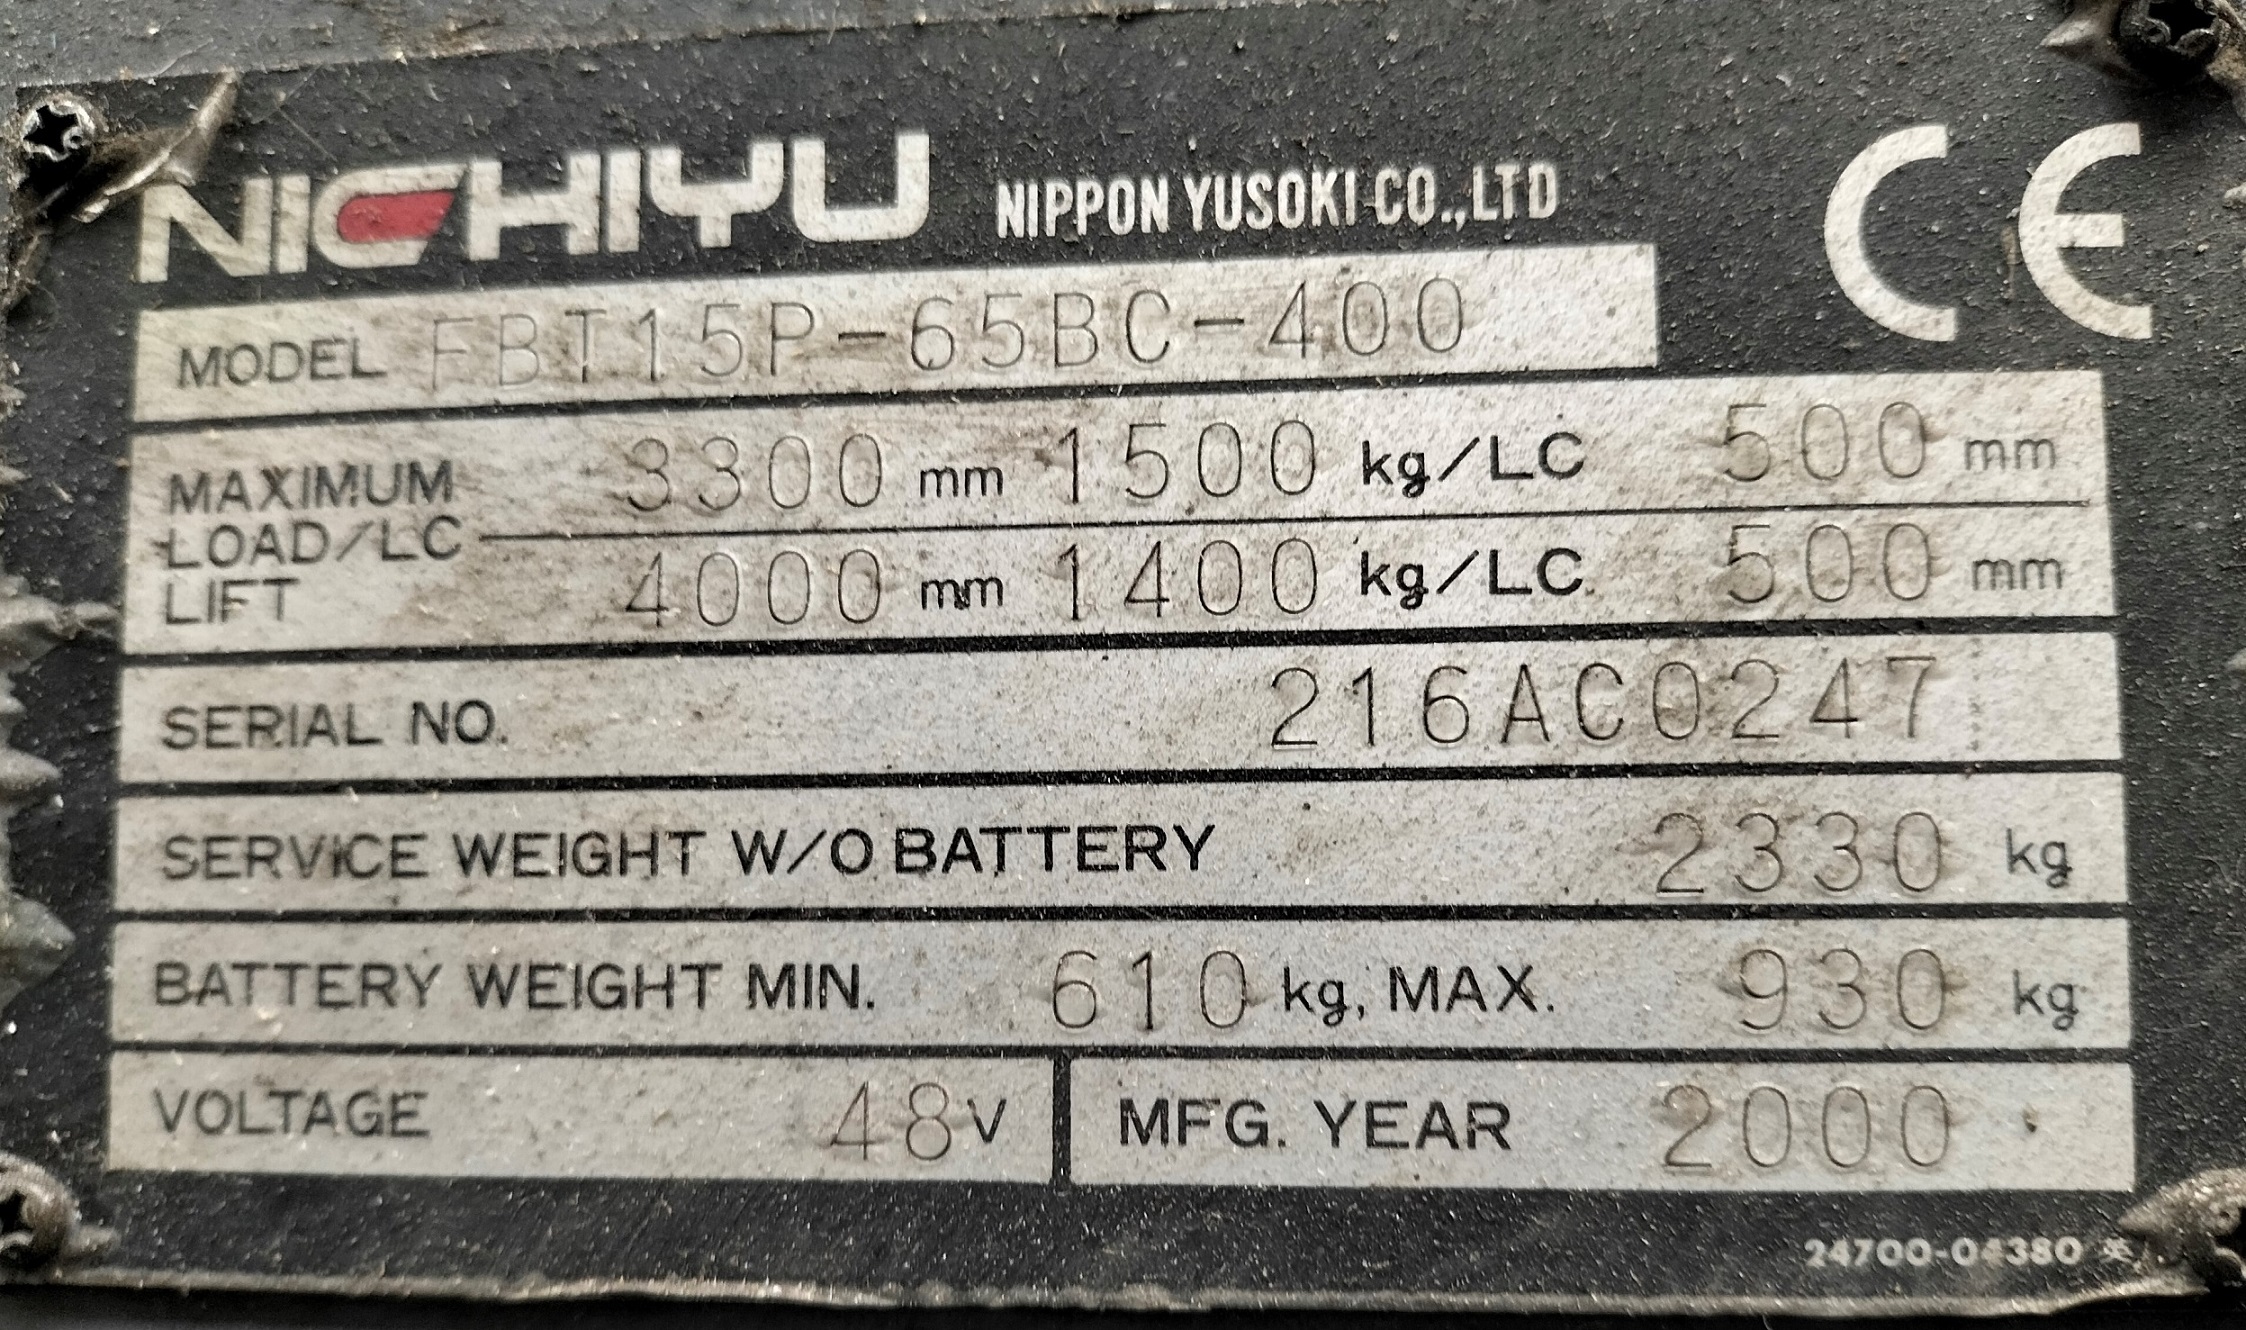 NICHIYU NIPPON YUSOKI CO.,LTD CE
MODEL FBT15P-65BC-400
MAXIMUM LOAD/LC LIFT
3300 mm 1500 kg/LC 500 mm
4000 mm 1400 kg/LC 500 mm
SERIAL NO. 216AC0247
SERVICE WEIGHT W/O BATTERY 2330 kg
BATTERY WEIGHT MIN. 610 kg, MAX. 930 kg
VOLTAGE 48 V MFG. YEAR 2000
24700-04380